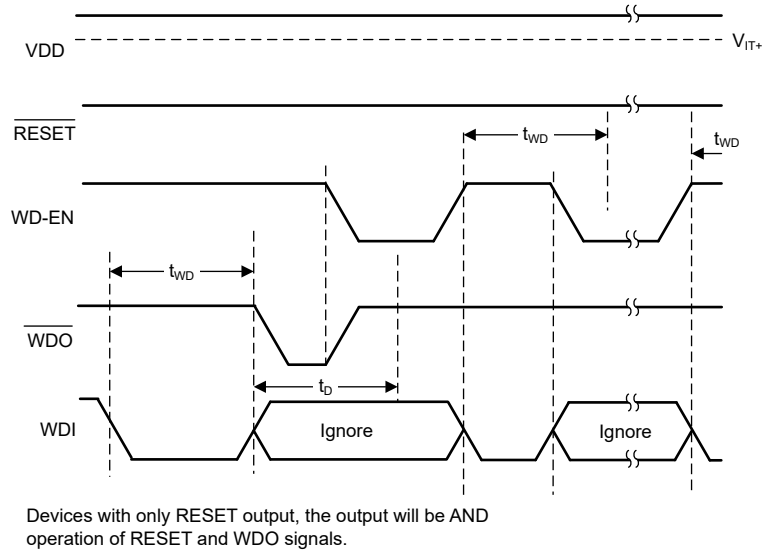 VDD
V_IT+
RESET
t_WD
t_WD
WD-EN
t_WD
WDO
t_D
WDI
Ignore
Ignore
Devices with only RESET output, the output will be AND
operation of RESET and WDO signals.